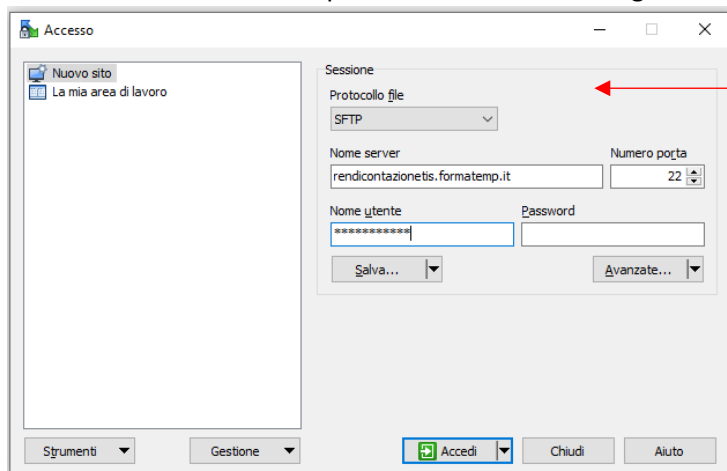 Accesso
Nuovo sito
La mia area di lavoro
Sessione
Protocollo file
SFTP
Nome server
Numero porta
rendicontazionetis.formatemp.it
22
Nome utente
Password
***********
Salva...
Avanzate...
Strumenti
Gestione
Accedi
Chiudi
Aiuto